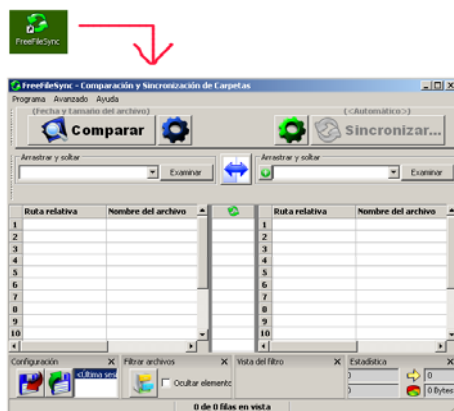 FreeFileSync
FreeFileSync - Comparación y Sincronización de Carpetas
Programa Avanzado Ayuda
(Fecha y tamaño del archivo)
(<Automático>)
Comparar
Sincronizar...
Arrastrar y soltar
Arrastrar y soltar
Examinar
Examinar
Ruta relativa Nombre del archivo
Ruta relativa Nombre del archivo
1 1
2 2
3 3
4 4
5 5
6 6
7 7
8 8
9 9
10 10
Configuración
Filtrar archivos
Vista del filtro
Estadística
<Última sesi
Ocultar elemento
0
0 Bytes
0 de 0 filas en vista